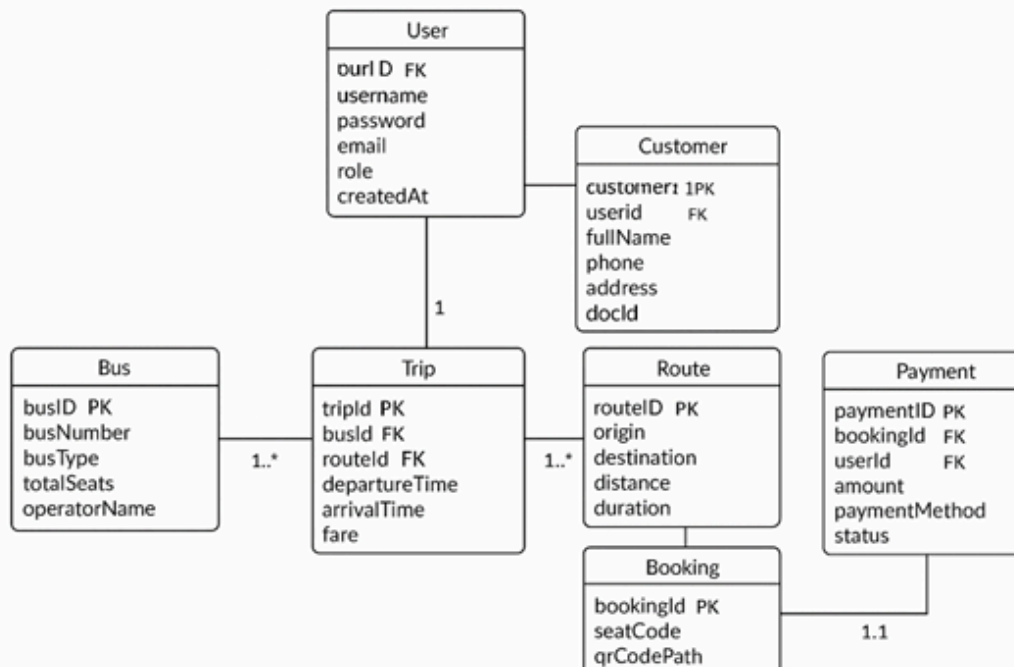 User
ourID FK
username
password
email
role
createdAt
Customer
1PK
userid FK
fullName
phone
address
docId
1
Bus
busID PK
busNumber
busType
totalSeats
operatorName
1..*
Trip
tripId PK
busId FK
routeId FK
departureTime
arrivalTime
fare
1..*
Route
routeID PK
origin
destination
distance
duration
Payment
paymentID PK
bookingId FK
userId FK
amount
paymentMethod
status
Booking
bookingId PK
seatCode
qrCodePath
1.1